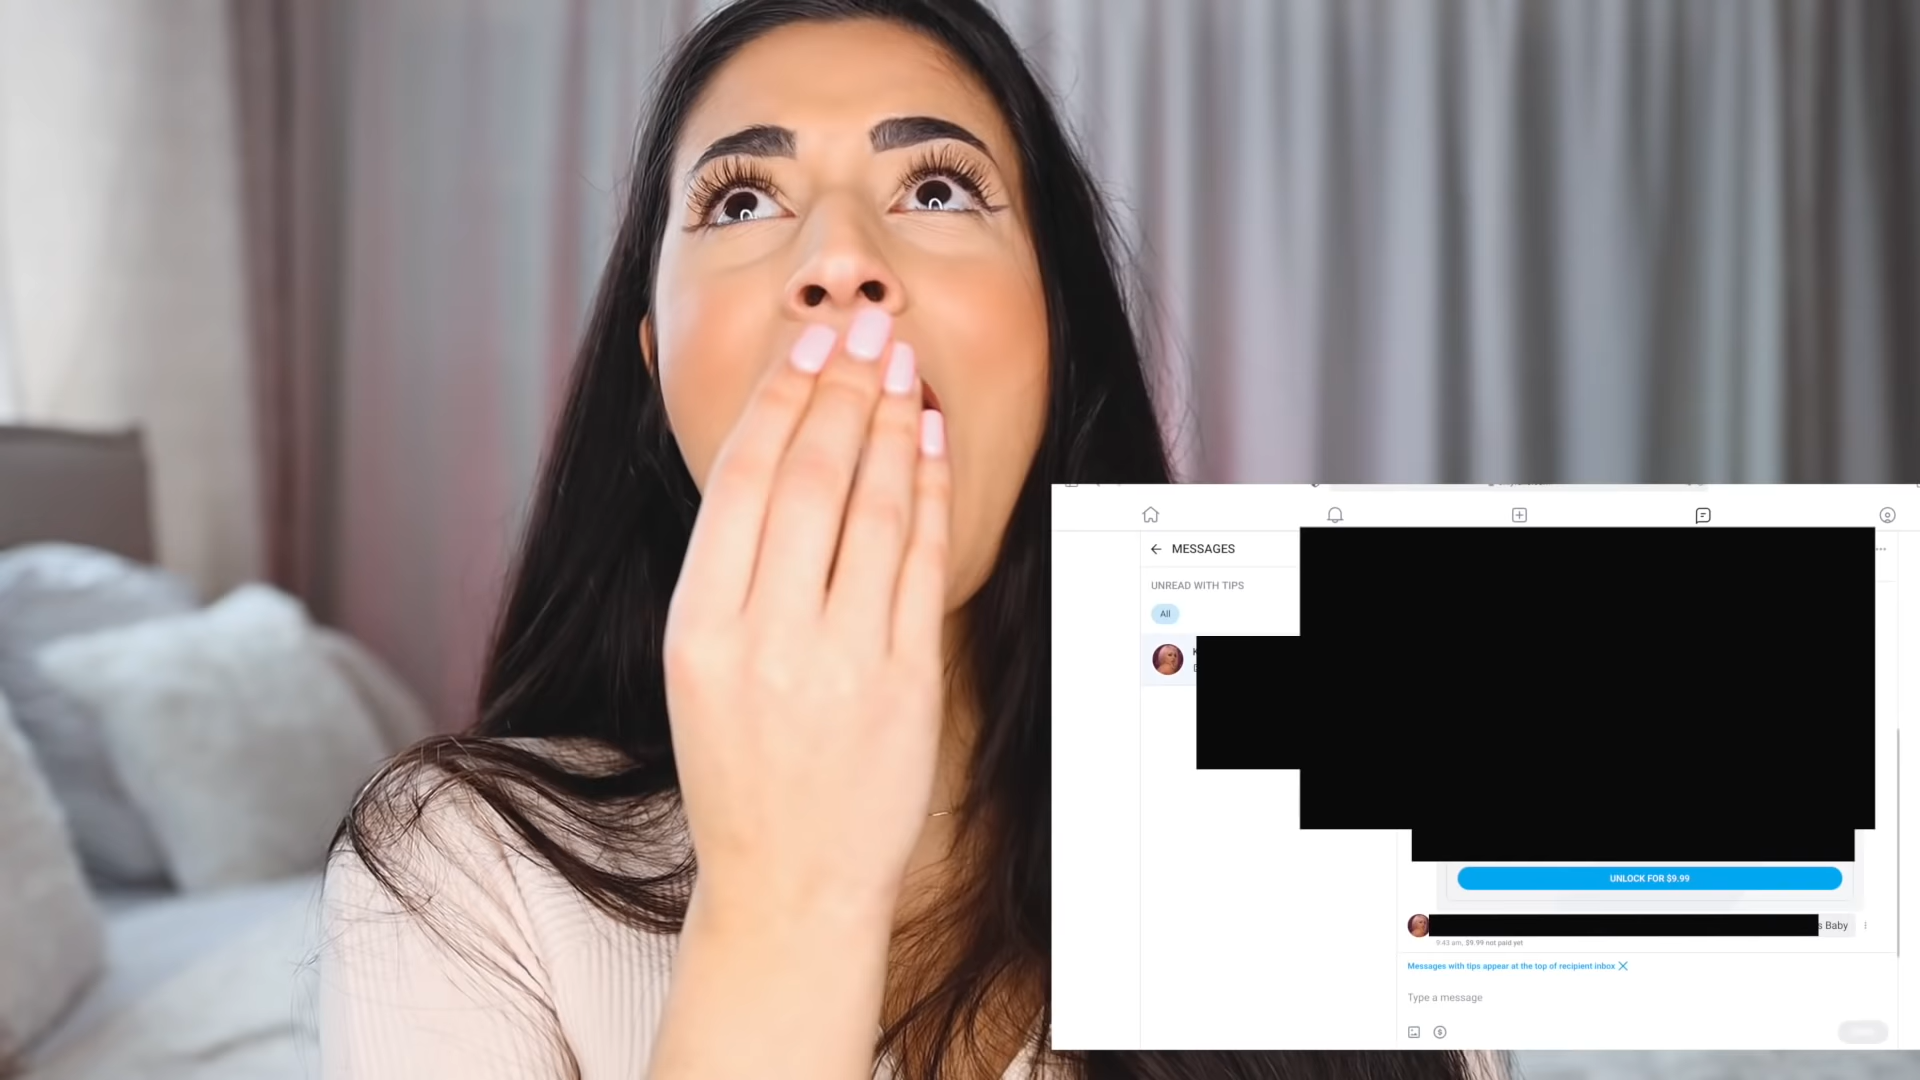 MESSAGES
UNREAD WITH TIPS
All
UNLOCK FOR $9.99
s Baby
9:43 am, $9.99 not paid yet
Messages with tips appear at the top of recipient inbox
Type a message